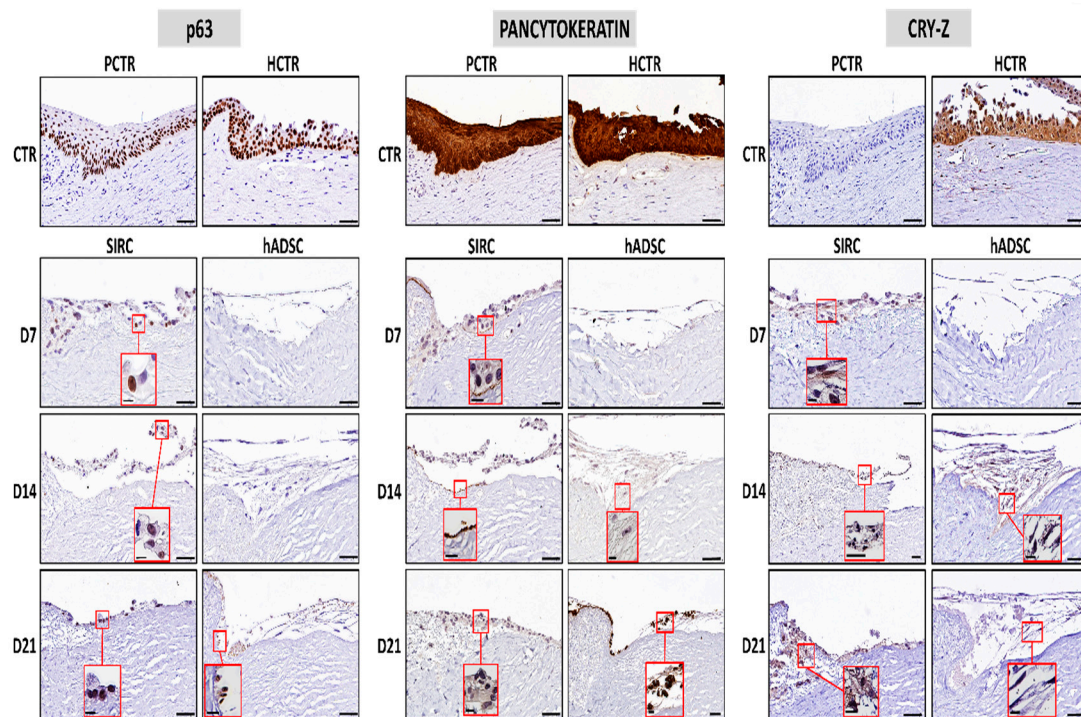 p63 PANCYTOKERATIN CRY-Z
PCTR HCTR PCTR HCTR PCTR HCTR
CTR CTR CTR
SIRC hADSC SIRC hADSC SIRC hADSC
D7 D7 D7
D14 D14 D14
D21 D21 D21